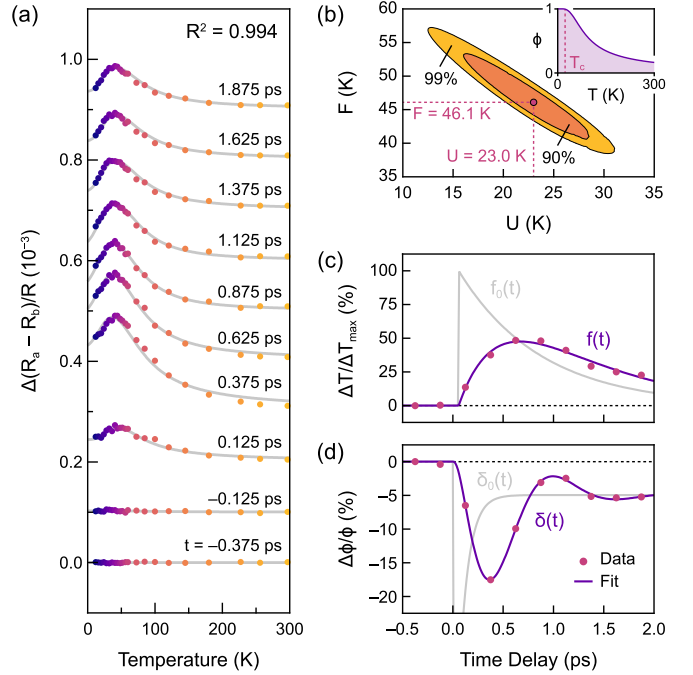 (a)
R² = 0.994
1.875 ps
1.625 ps
1.375 ps
1.125 ps
0.875 ps
0.625 ps
0.375 ps
0.125 ps
−0.125 ps
t = −0.375 ps
1.0
0.8
0.6
0.4
0.2
0.0
Δ(Rₐ − R_b)/R (10⁻³)
0 100 200 300
Temperature (K)
(b)
60
55
50
45
40
35
F (K)
99%
90%
F = 46.1 K
U = 23.0 K
10 15 20 25 30 35
U (K)
1
ϕ
0
T_c
0 300
T (K)
(c)
100
75
50
25
0
ΔT/ΔT_max (%)
f₀(t)
f(t)
(d)
0
−5
−10
−15
−20
Δϕ/ϕ (%)
δ₀(t)
δ(t)
Data
Fit
−0.5 0.0 0.5 1.0 1.5 2.0
Time Delay (ps)